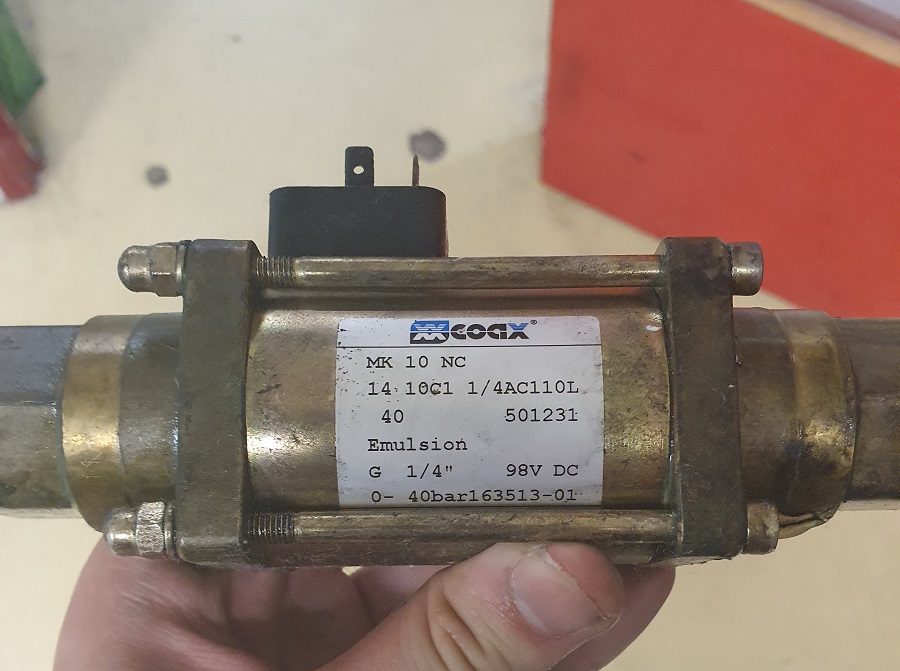 coax®
MK 10 NC
14 10C1 1/4AC110L
40 501231
Emulsion
G 1/4" 98V DC
0- 40bar163513-01